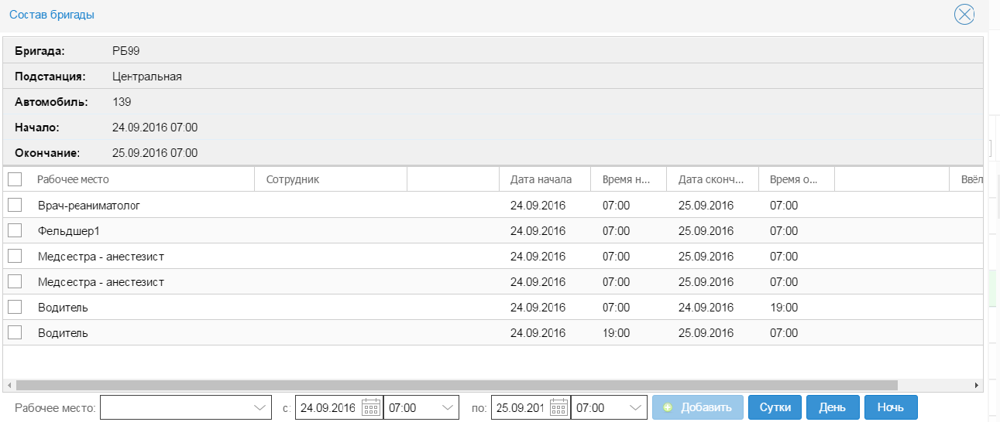 Состав бригады
Бригада: РБ99
Подстанция: Центральная
Автомобиль: 139
Начало: 24.09.2016 07:00
Окончание: 25.09.2016 07:00
Рабочее место Сотрудник Дата начала Время н... Дата оконч... Время о... Ввёл
Врач-реаниматолог 24.09.2016 07:00 25.09.2016 07:00
Фельдшер1 24.09.2016 07:00 25.09.2016 07:00
Медсестра - анестезист 24.09.2016 07:00 25.09.2016 07:00
Медсестра - анестезист 24.09.2016 07:00 25.09.2016 07:00
Водитель 24.09.2016 07:00 24.09.2016 19:00
Водитель 24.09.2016 19:00 25.09.2016 07:00
Рабочее место: с: 24.09.2016 07:00 по: 25.09.201 07:00 Добавить Сутки День Ночь